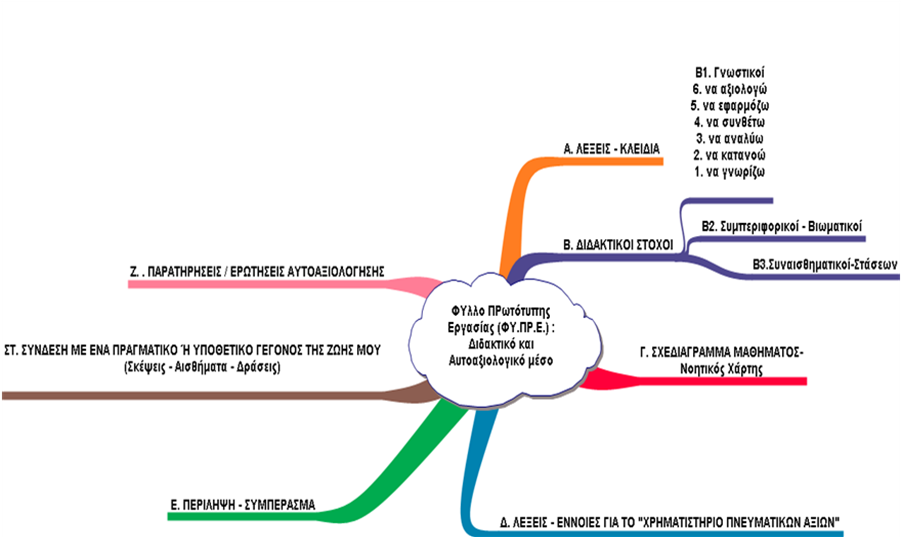 ΦΥλλο ΠΡωτότυπης
Εργασίας (ΦΥ.ΠΡ.Ε.) :
Διδακτικό και
Αυτοαξιολογικό μέσο
Α. ΛΕΞΕΙΣ - ΚΛΕΙΔΙΑ
Β. ΔΙΔΑΚΤΙΚΟΙ ΣΤΟΧΟΙ
Β1. Γνωστικοί
6. να αξιολογώ
5. να εφαρμόζω
4. να συνθέτω
3. να αναλύω
2. να κατανοώ
1. να γνωρίζω
Β2. Συμπεριφορικοί - Βιωματικοί
Β3.Συναισθηματικοί-Στάσεων
Γ. ΣΧΕΔΙΑΓΡΑΜΜΑ ΜΑΘΗΜΑΤΟΣ-
Νοητικός Χάρτης
Δ. ΛΕΞΕΙΣ - ΕΝΝΟΙΕΣ ΓΙΑ ΤΟ "ΧΡΗΜΑΤΙΣΤΗΡΙΟ ΠΝΕΥΜΑΤΙΚΩΝ ΑΞΙΩΝ"
Ε. ΠΕΡΙΛΗΨΗ - ΣΥΜΠΕΡΑΣΜΑ
ΣΤ. ΣΥΝΔΕΣΗ ΜΕ ΕΝΑ ΠΡΑΓΜΑΤΙΚΟ Ή ΥΠΟΘΕΤΙΚΟ ΓΕΓΟΝΟΣ ΤΗΣ ΖΩΗΣ ΜΟΥ
(Σκέψεις - Αισθήματα - Δράσεις)
Ζ. . ΠΑΡΑΤΗΡΗΣΕΙΣ / ΕΡΩΤΗΣΕΙΣ ΑΥΤΟΑΞΙΟΛΟΓΗΣΗΣ